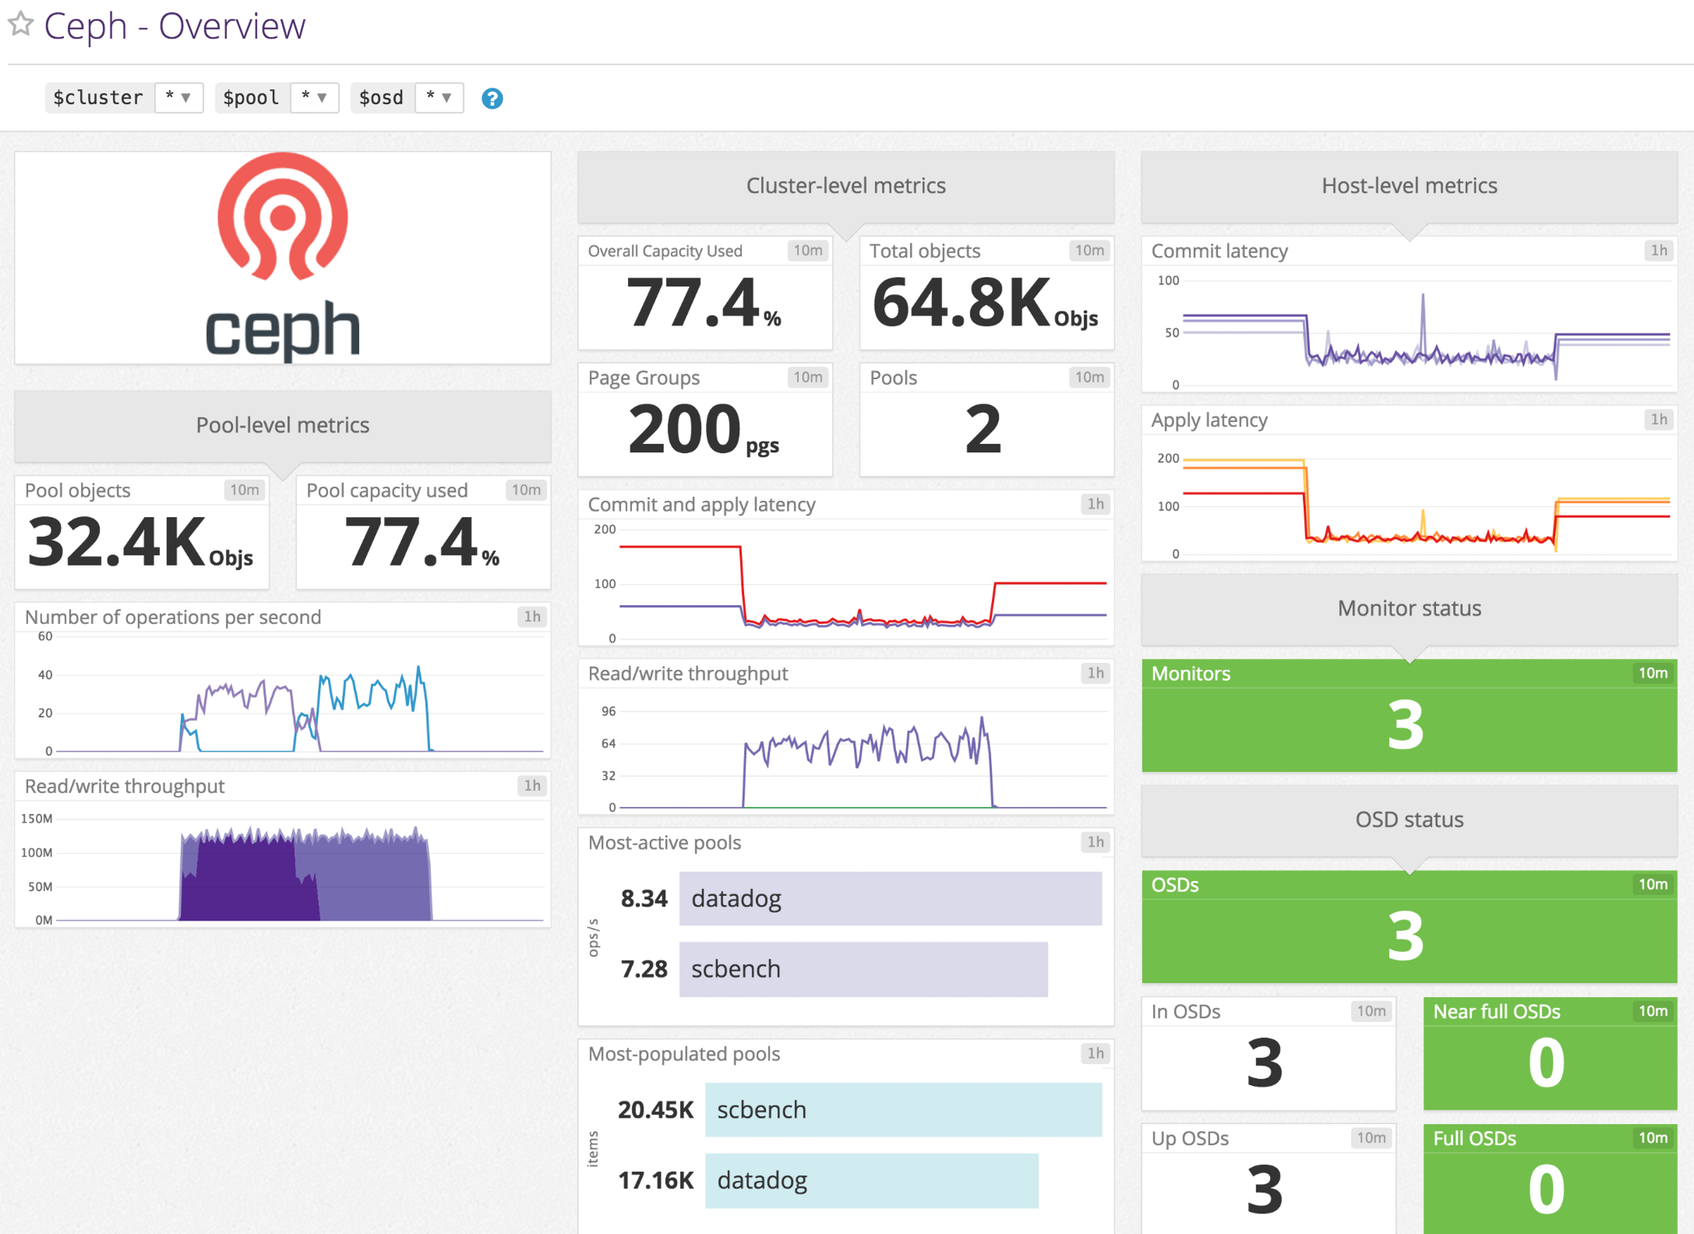 Ceph - Overview
$cluster * ▼ $pool * ▼ $osd * ▼ ?
ceph
Pool-level metrics
Pool objects 10m
32.4K Objs
Pool capacity used 10m
77.4 %
Number of operations per second 1h
60
40
20
0
Read/write throughput 1h
150M
100M
50M
0M
Cluster-level metrics
Overall Capacity Used 10m
77.4 %
Total objects 10m
64.8K Objs
Page Groups 10m
200 pgs
Pools 10m
2
Commit and apply latency 1h
200
100
0
Read/write throughput 1h
96
64
32
0
Most-active pools 1h
ops/s
8.34 datadog
7.28 scbench
Most-populated pools 1h
items
20.45K scbench
17.16K datadog
Host-level metrics
Commit latency 1h
100
50
0
Apply latency 1h
200
100
0
Monitor status
Monitors 10m
3
OSD status
OSDs 10m
3
In OSDs 10m
3
Near full OSDs 10m
0
Up OSDs 10m
3
Full OSDs 10m
0